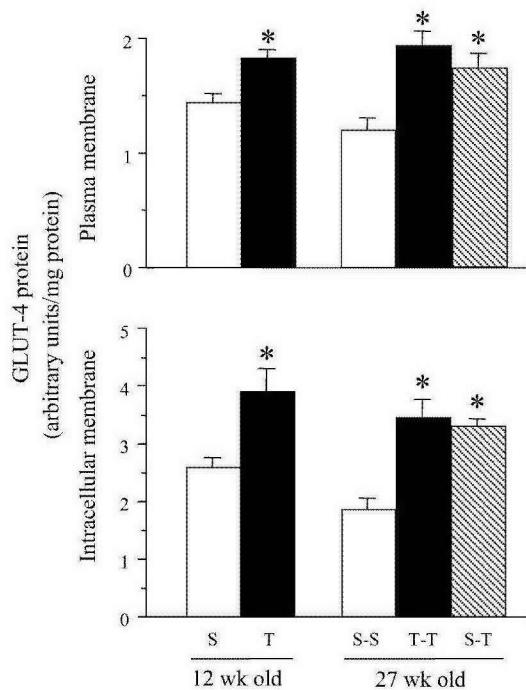 GLUT-4 protein
(arbitrary units/mg protein)
Plasma membrane
2
1
0
*
*
*
Intracellular membrane
5
4
3
2
1
0
*
*
*
S T S-S T-T S-T
12 wk old 27 wk old